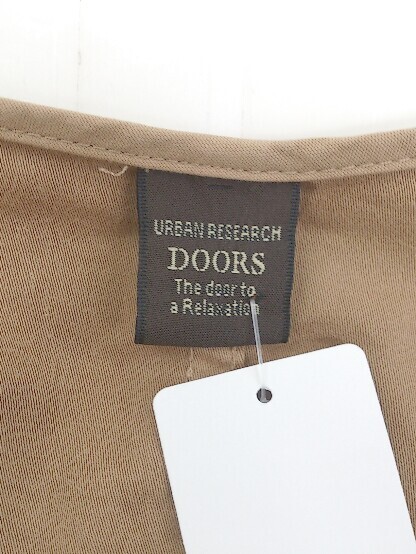 URBAN RESEARCH
DOORS
The door to
a Relaxation